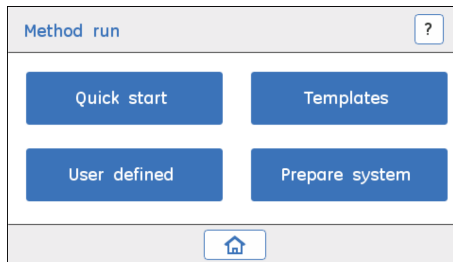 Method run ?
Quick start Templates
User defined Prepare system